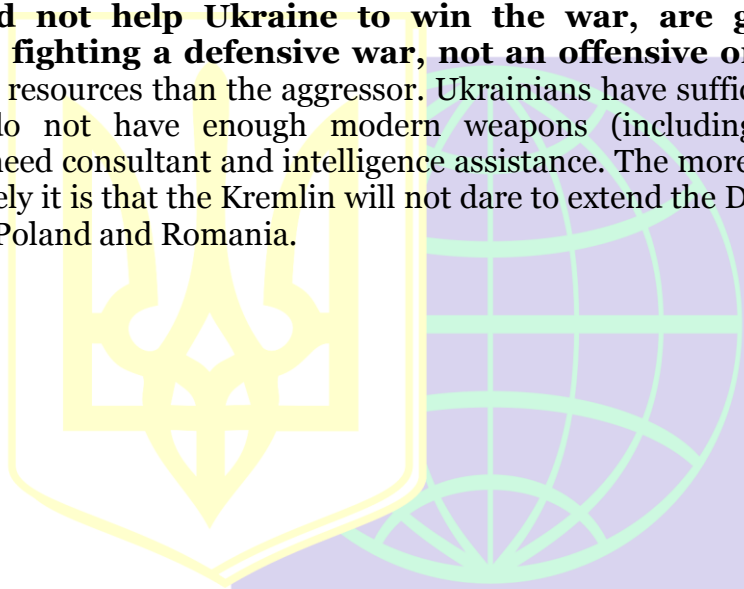 d not help Ukraine to win the war, are g
fighting a defensive war, not an offensive or
resources than the aggressor. Ukrainians have suffic
do not have enough modern weapons (including
need consultant and intelligence assistance. The more
ely it is that the Kremlin will not dare to extend the D
Poland and Romania.